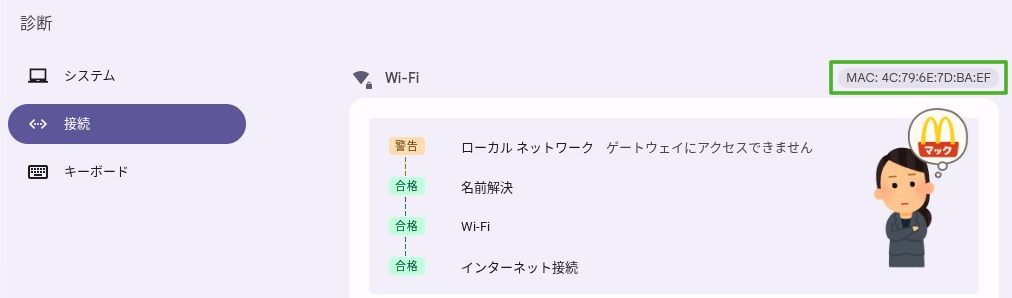 診断
システム
接続
キーボード
Wi-Fi
MAC: 4C:79:6E:7D:BA:EF
警告 ローカル ネットワーク ゲートウェイにアクセスできません
合格 名前解決
合格 Wi-Fi
合格 インターネット接続
マック